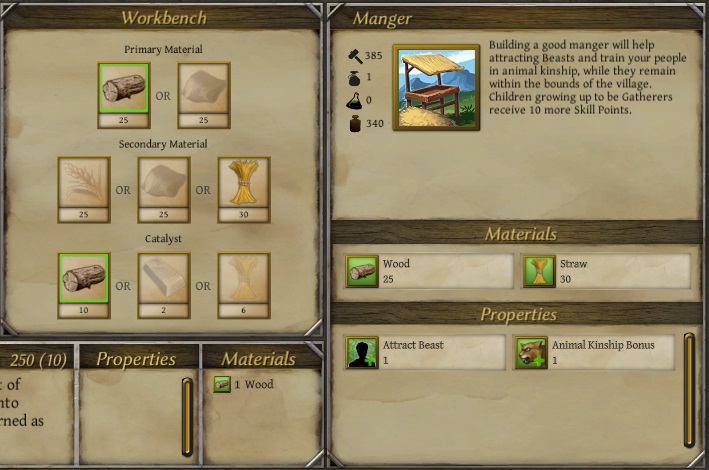 Workbench
Primary Material
OR
25
25
Secondary Material
OR
OR
25
25
30
Catalyst
OR
OR
10
2
6
250 (10)
t of
nto
rned as
Properties
Materials
1 Wood
Manger
385
1
0
340
Building a good manger will help
attracting Beasts and train your people
in animal kinship, while they remain
within the bounds of the village.
Children growing up to be Gatherers
receive 10 more Skill Points.
Materials
Wood
25
Straw
30
Properties
Attract Beast
1
Animal Kinship Bonus
1